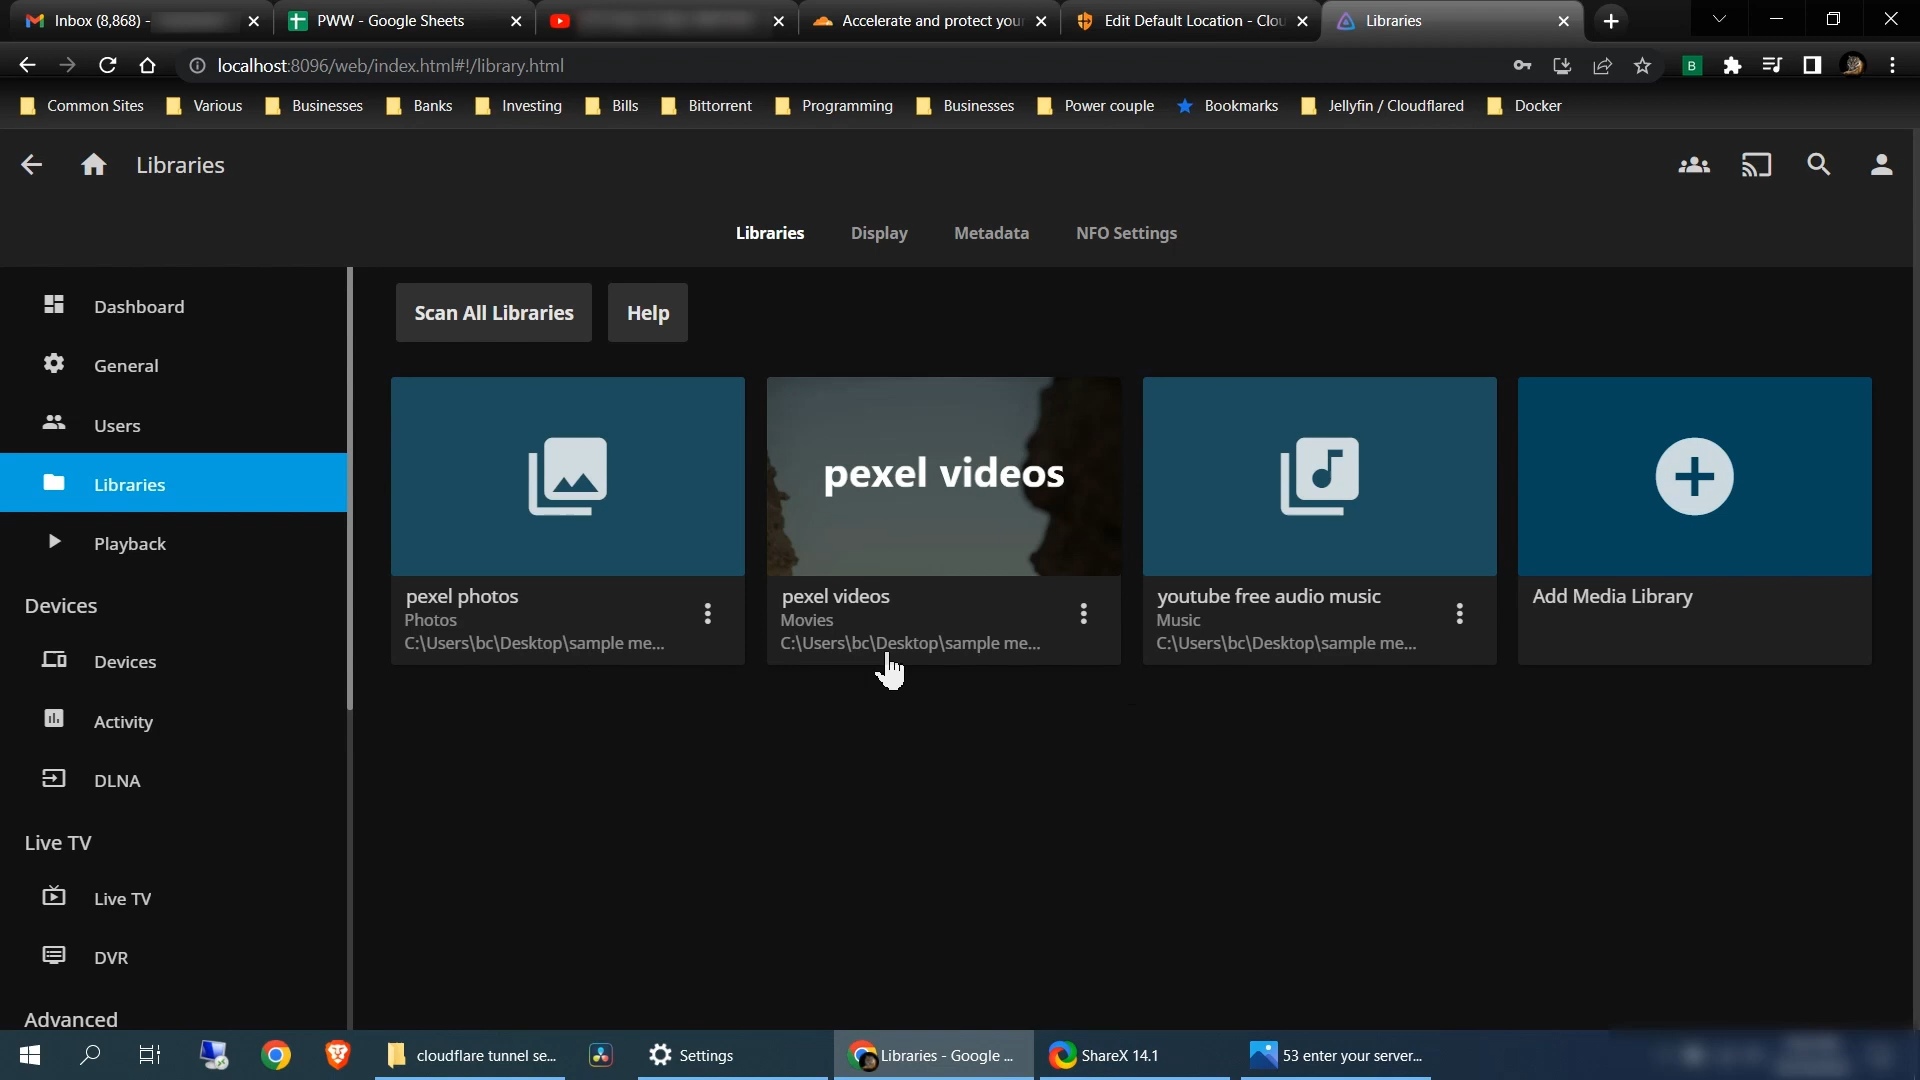 Inbox (8,868) -
PWW - Google Sheets
Accelerate and protect your
Edit Default Location - Clou
Libraries
localhost:8096/web/index.html#!/library.html
B
Common Sites
Various
Businesses
Banks
Investing
Bills
Bittorrent
Programming
Businesses
Power couple
Bookmarks
Jellyfin / Cloudflared
Docker
Libraries
Libraries
Display
Metadata
NFO Settings
Dashboard
General
Users
Libraries
Playback
Devices
Devices
Activity
DLNA
Live TV
Live TV
DVR
Advanced
Scan All Libraries
Help
pexel photos
Photos
C:\Users\bc\Desktop\sample me...
pexel videos
pexel videos
Movies
C:\Users\bc\Desktop\sample me...
youtube free audio music
Music
C:\Users\bc\Desktop\sample me...
Add Media Library
cloudflare tunnel se...
Settings
Libraries - Google ...
ShareX 14.1
53 enter your server...